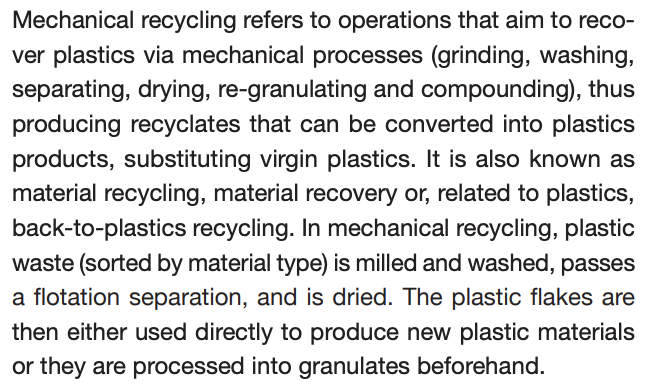 Mechanical recycling refers to operations that aim to reco-
ver plastics via mechanical processes (grinding, washing,
separating, drying, re-granulating and compounding), thus
producing recyclates that can be converted into plastics
products, substituting virgin plastics. It is also known as
material recycling, material recovery or, related to plastics,
back-to-plastics recycling. In mechanical recycling, plastic
waste (sorted by material type) is milled and washed, passes
a flotation separation, and is dried. The plastic flakes are
then either used directly to produce new plastic materials
or they are processed into granulates beforehand.